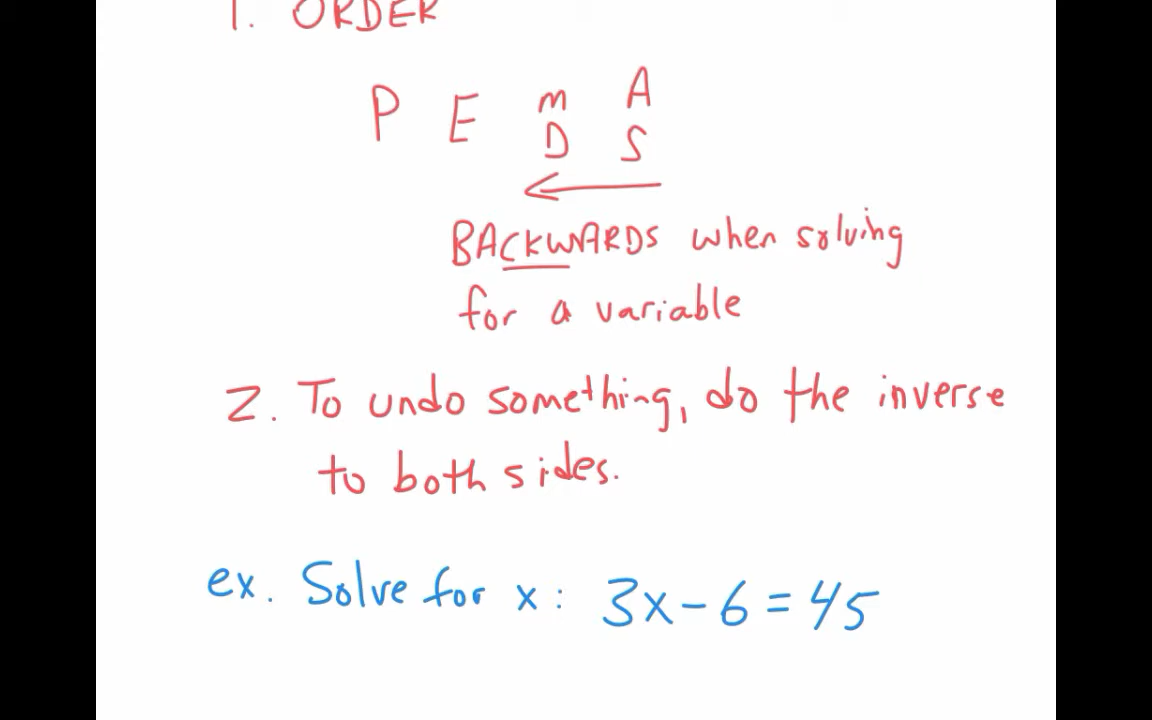 1. ORDER
P E M A
D S
BACKWARDS when solving
for a variable
2. To undo something, do the inverse
to both sides.
ex. Solve for x: 3x-6=45